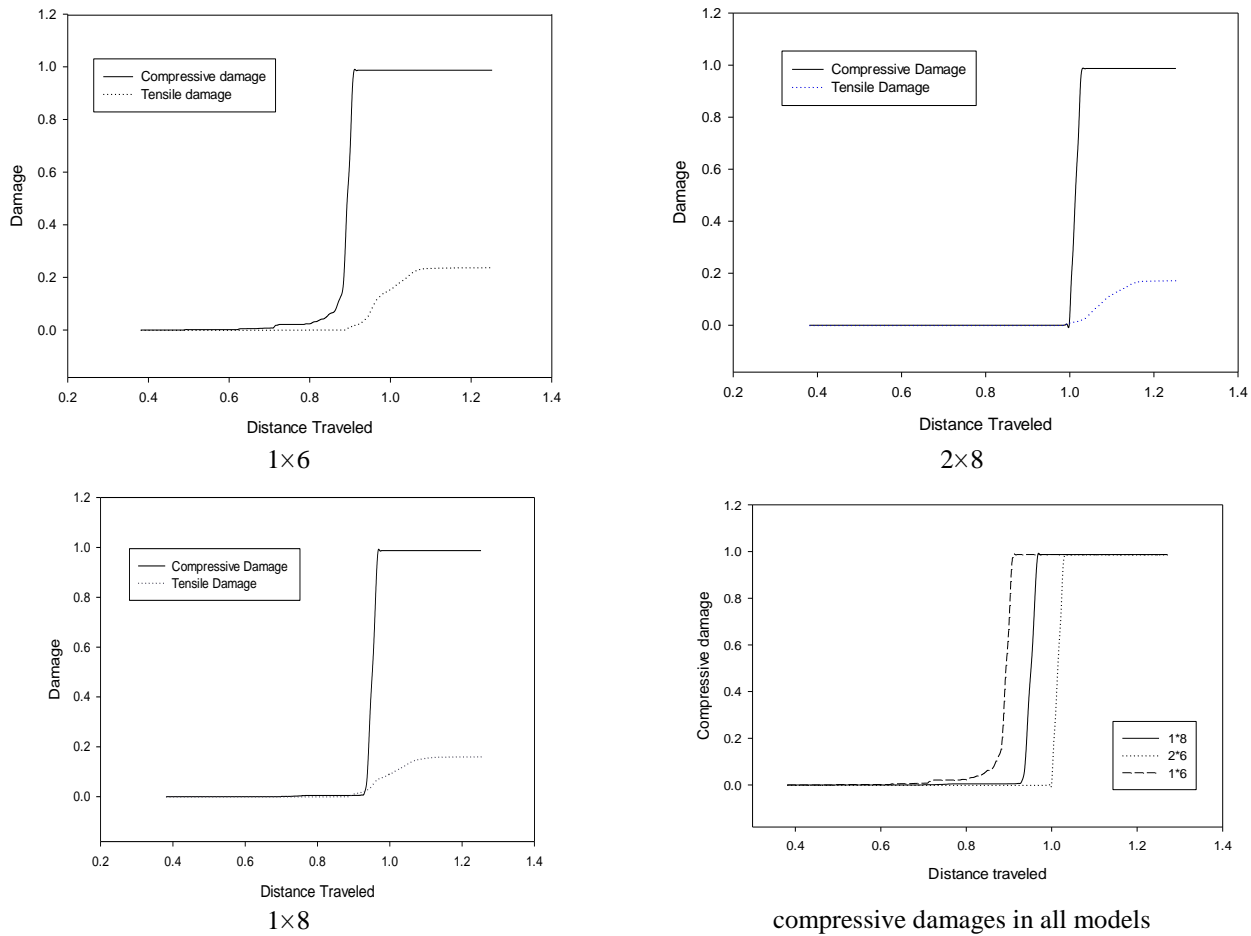 1.2
1.0
0.8
0.6
0.4
0.2
0.0
Damage
Compressive damage
Tensile damage
0.2 0.4 0.6 0.8 1.0 1.2 1.4
Distance Traveled
1×6
1.2
1.0
0.8
0.6
0.4
0.2
0.0
Damage
Compressive Damage
Tensile Damage
0.2 0.4 0.6 0.8 1.0 1.2 1.4
Distance Traveled
2×8
1.2
1.0
0.8
0.6
0.4
0.2
0.0
Damage
Compressive Damage
Tensile Damage
0.2 0.4 0.6 0.8 1.0 1.2 1.4
Distance Traveled
1×8
1.2
1.0
0.8
0.6
0.4
0.2
0.0
Compressive damage
1*8
2*6
1*6
0.4 0.6 0.8 1.0 1.2 1.4
Distance traveled
compressive damages in all models